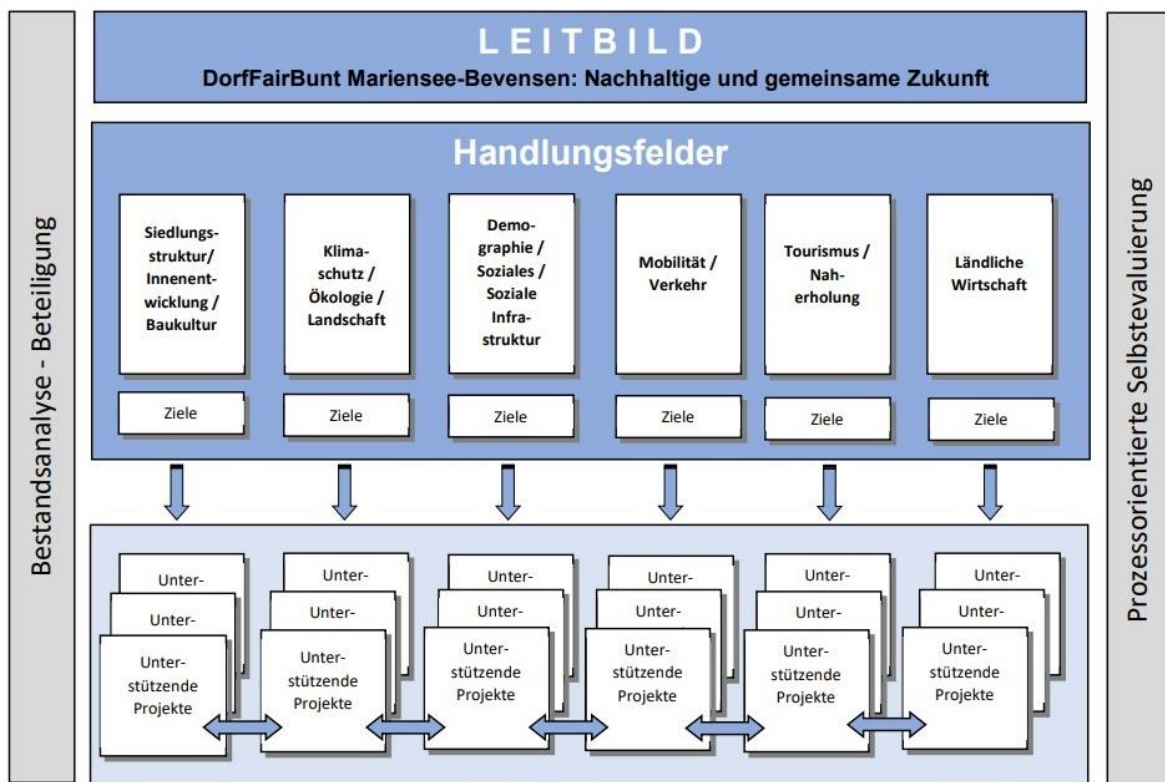 Bestandsanalyse - Beteiligung
LEITBILD
DorfFairBunt Mariensee-Bevensen: Nachhaltige und gemeinsame Zukunft
Handlungsfelder
Siedlungs-
struktur/
Innenent-
wicklung /
Baukultur
Klima-
schutz /
Ökologie /
Landschaft
Demo-
graphie /
Soziales /
Soziale
Infra-
struktur
Mobilität /
Verkehr
Tourismus /
Nah-
erholung
Ländliche
Wirtschaft
Ziele
Ziele
Ziele
Ziele
Ziele
Ziele
Unter-
Unter-
Unter-
stützende
Projekte
Unter-
Unter-
Unter-
stützende
Projekte
Unter-
Unter-
Unter-
stützende
Projekte
Unter-
Unter-
Unter-
stützende
Projekte
Unter-
Unter-
Unter-
stützende
Projekte
Unter-
Unter-
Unter-
stützende
Projekte
Prozessorientierte Selbstevaluierung